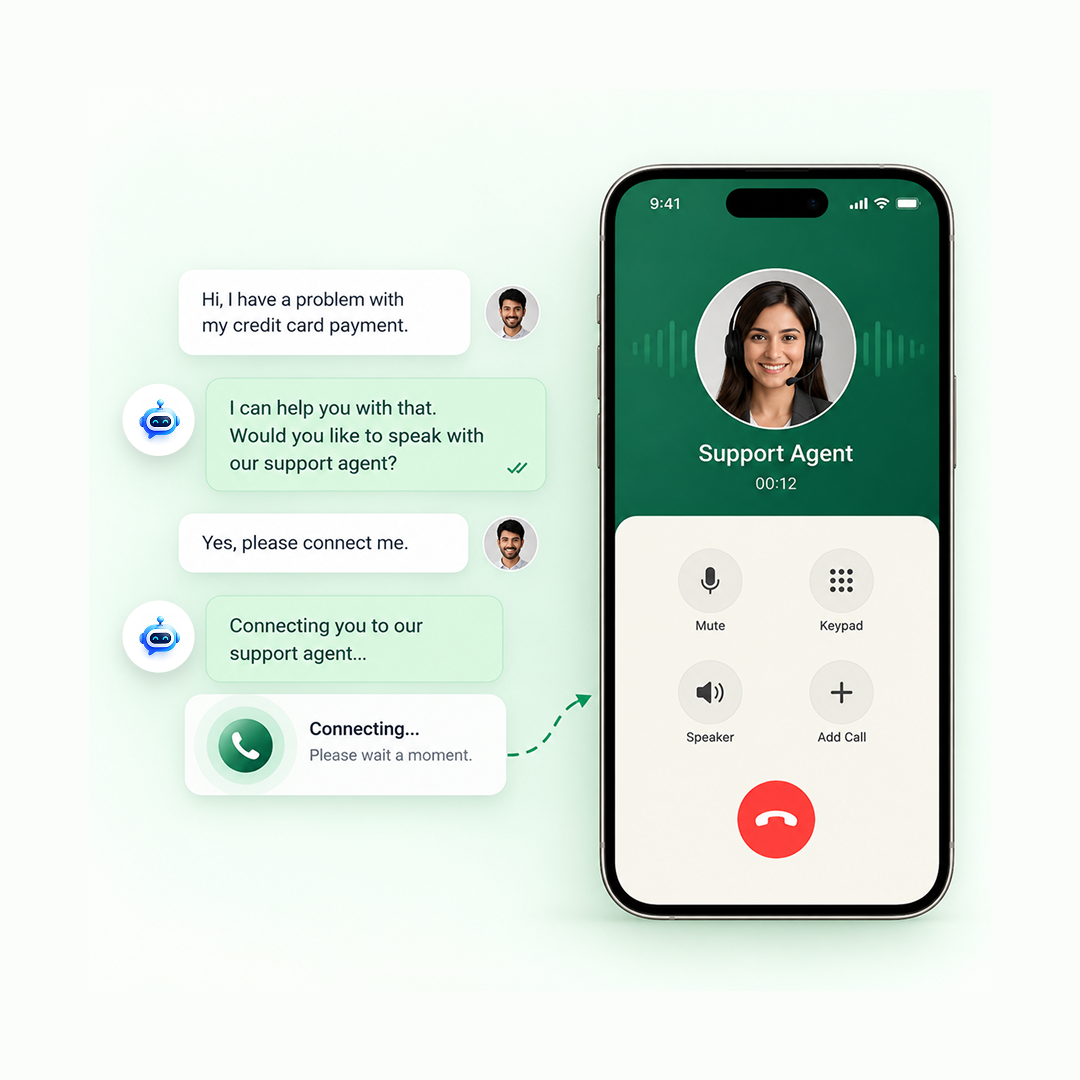 Hi, I have a problem with
my credit card payment.
I can help you with that.
Would you like to speak with
our support agent?
Yes, please connect me.
Connecting you to our
support agent...
Connecting...
Please wait a moment.
9:41
Support Agent
00:12
Mute
Keypad
Speaker
Add Call